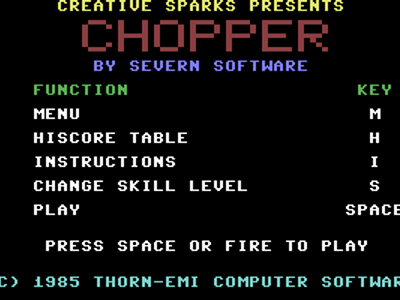 CREATIVE SPARKS PRESENTS
CHOPPER
BY SEVERN SOFTWARE
FUNCTION KEY
MENU M
HISCORE TABLE H
INSTRUCTIONS I
CHANGE SKILL LEVEL S
PLAY SPACE
PRESS SPACE OR FIRE TO PLAY
C) 1985 THORN-EMI COMPUTER SOFTWAR